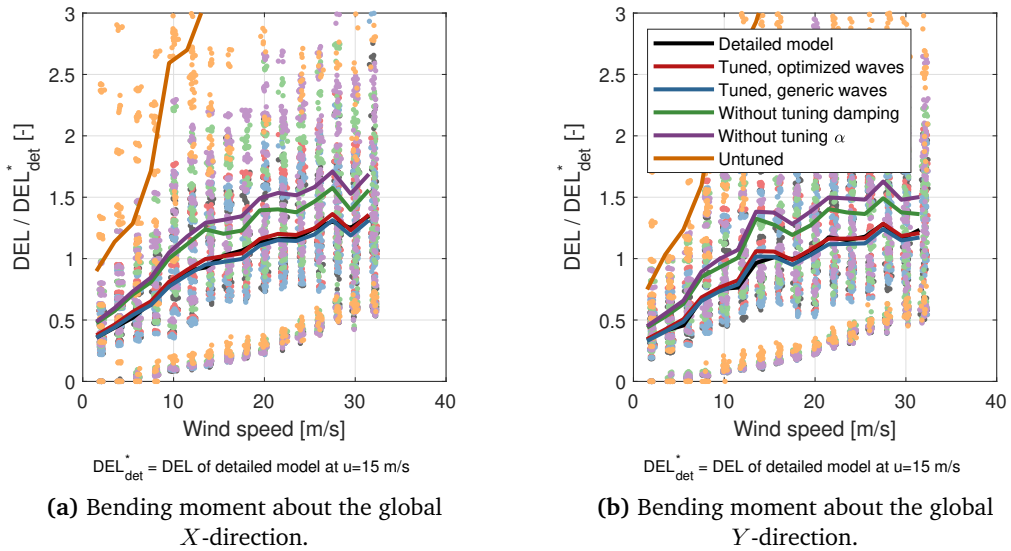 3
2.5
2
1.5
1
0.5
0
DEL / DEL*det [-]
0 10 20 30 40
Wind speed [m/s]
DEL*det = DEL of detailed model at u=15 m/s
(a) Bending moment about the global
X-direction.
3
2.5
2
1.5
1
0.5
0
DEL / DEL*det [-]
Detailed model
Tuned, optimized waves
Tuned, generic waves
Without tuning damping
Without tuning α
Untuned
0 10 20 30 40
Wind speed [m/s]
DEL*det = DEL of detailed model at u=15 m/s
(b) Bending moment about the global
Y-direction.